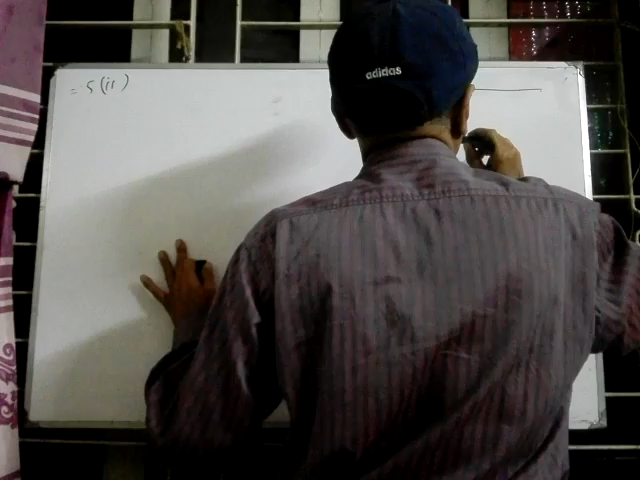 = 5 (ii)
adidas